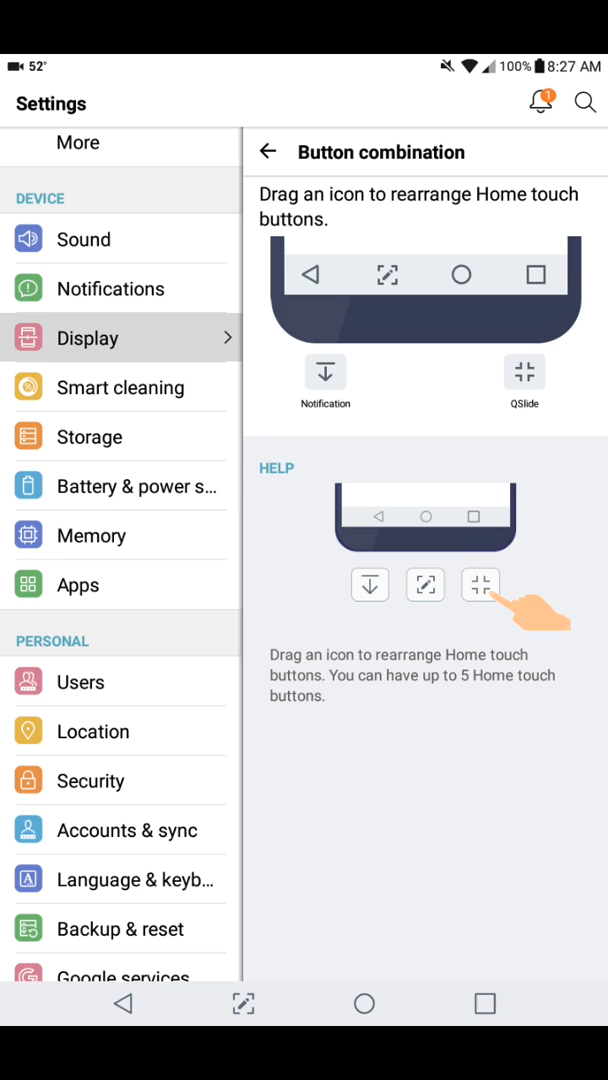 52°
100% 8:27 AM
Settings
1
More
DEVICE
Sound
Notifications
Display
Smart cleaning
Storage
Battery & power s...
Memory
Apps
PERSONAL
Users
Location
Security
Accounts & sync
Language & keyb...
Backup & reset
Google services
Button combination
Drag an icon to rearrange Home touch
buttons.
Notification
QSlide
HELP
Drag an icon to rearrange Home touch
buttons. You can have up to 5 Home touch
buttons.